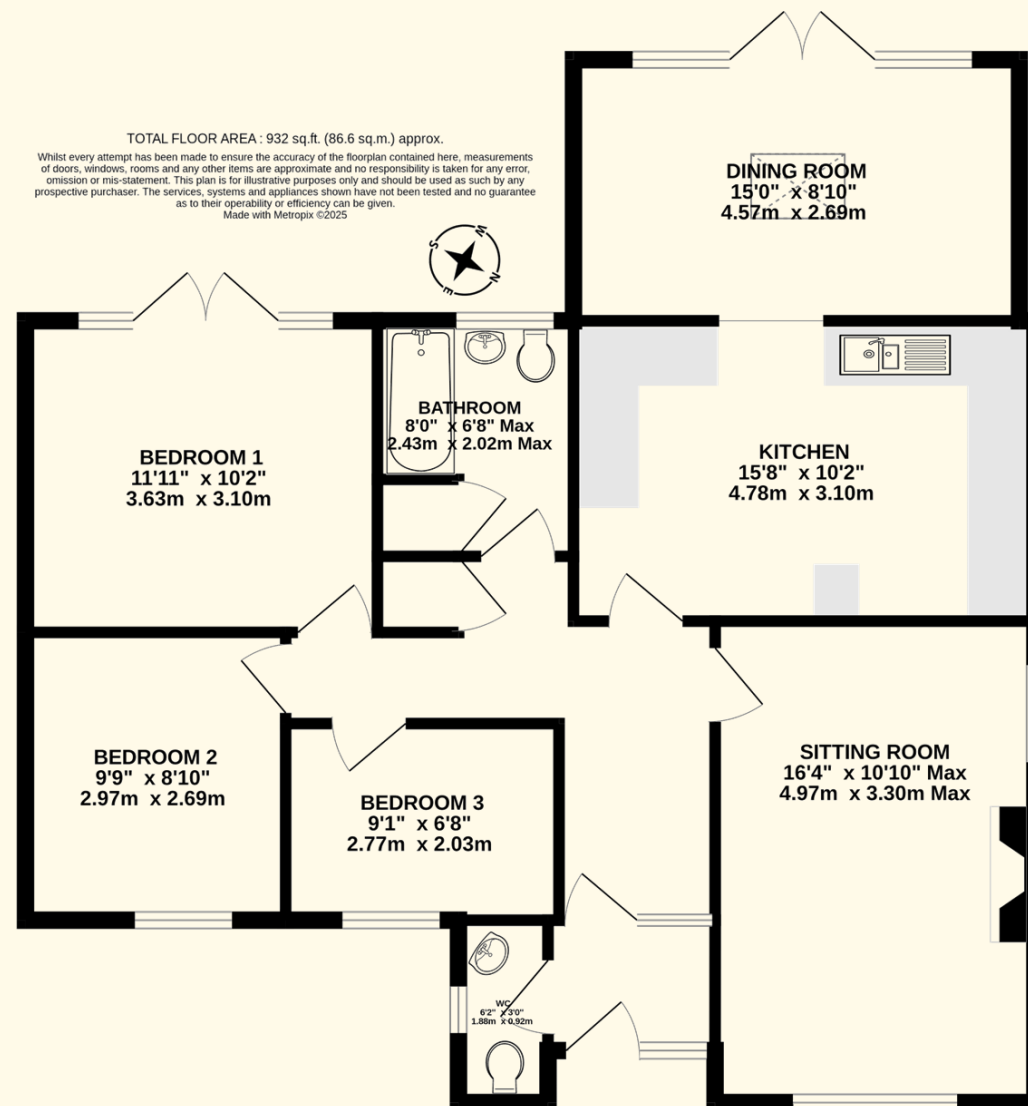 TOTAL FLOOR AREA : 932 sq.ft. (86.6 sq.m.) approx.
Whilst every attempt has been made to ensure the accuracy of the floorplan contained here, measurements
of doors, windows, rooms and any other items are approximate and no responsibility is taken for any error,
omission or mis-statement. This plan is for illustrative purposes only and should be used as such by any
prospective purchaser. The services, systems and appliances shown have not been tested and no guarantee
as to their operability or efficiency can be given.
Made with Metropix ©2025
DINING ROOM
15'0" x 8'10"
4.57m x 2.69m
W
S
N
E
BATHROOM
8'0" x 6'8" Max
2.43m x 2.02m Max
BEDROOM 1
11'11" x 10'2"
3.63m x 3.10m
KITCHEN
15'8" x 10'2"
4.78m x 3.10m
BEDROOM 2
9'9" x 8'10"
2.97m x 2.69m
BEDROOM 3
9'1" x 6'8"
2.77m x 2.03m
SITTING ROOM
16'4" x 10'10" Max
4.97m x 3.30m Max
WC
6'2" x 3'0"
1.88m x 0.92m